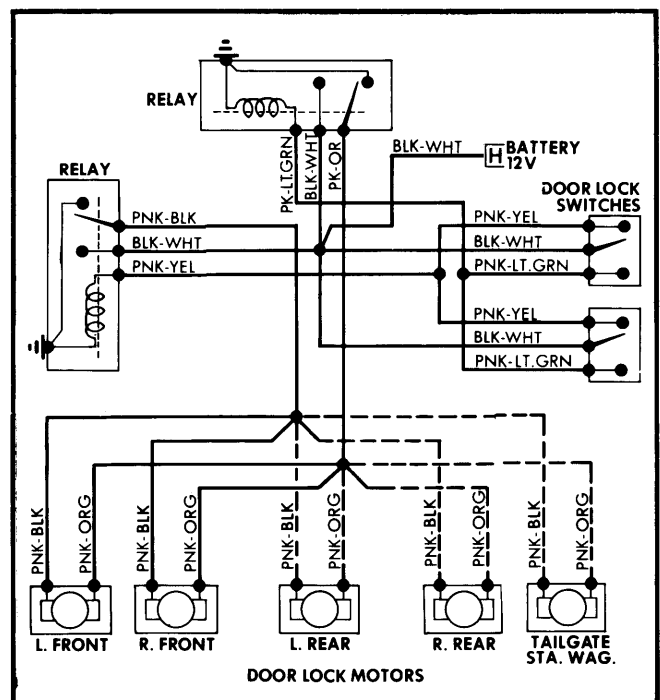 RELAY
PK-LT.GRN
BLK-WHT
PK-OR
BLK-WHT
H
BATTERY
12V
RELAY
DOOR LOCK
SWITCHES
PNK-BLK
BLK-WHT
PNK-YEL
PNK-YEL
BLK-WHT
PNK-LT.GRN
PNK-YEL
BLK-WHT
PNK-LT.GRN
PNK-BLK
PNK-ORG
PNK-BLK
PNK-ORG
PNK-BLK
PNK-ORG
PNK-BLK
PNK-ORG
PNK-BLK
PNK-ORG
L. FRONT
R. FRONT
L. REAR
R. REAR
TAILGATE
STA. WAG.
DOOR LOCK MOTORS